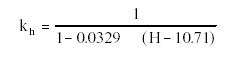 k_h = 1 / (1− 0.0329 (H − 10.71))